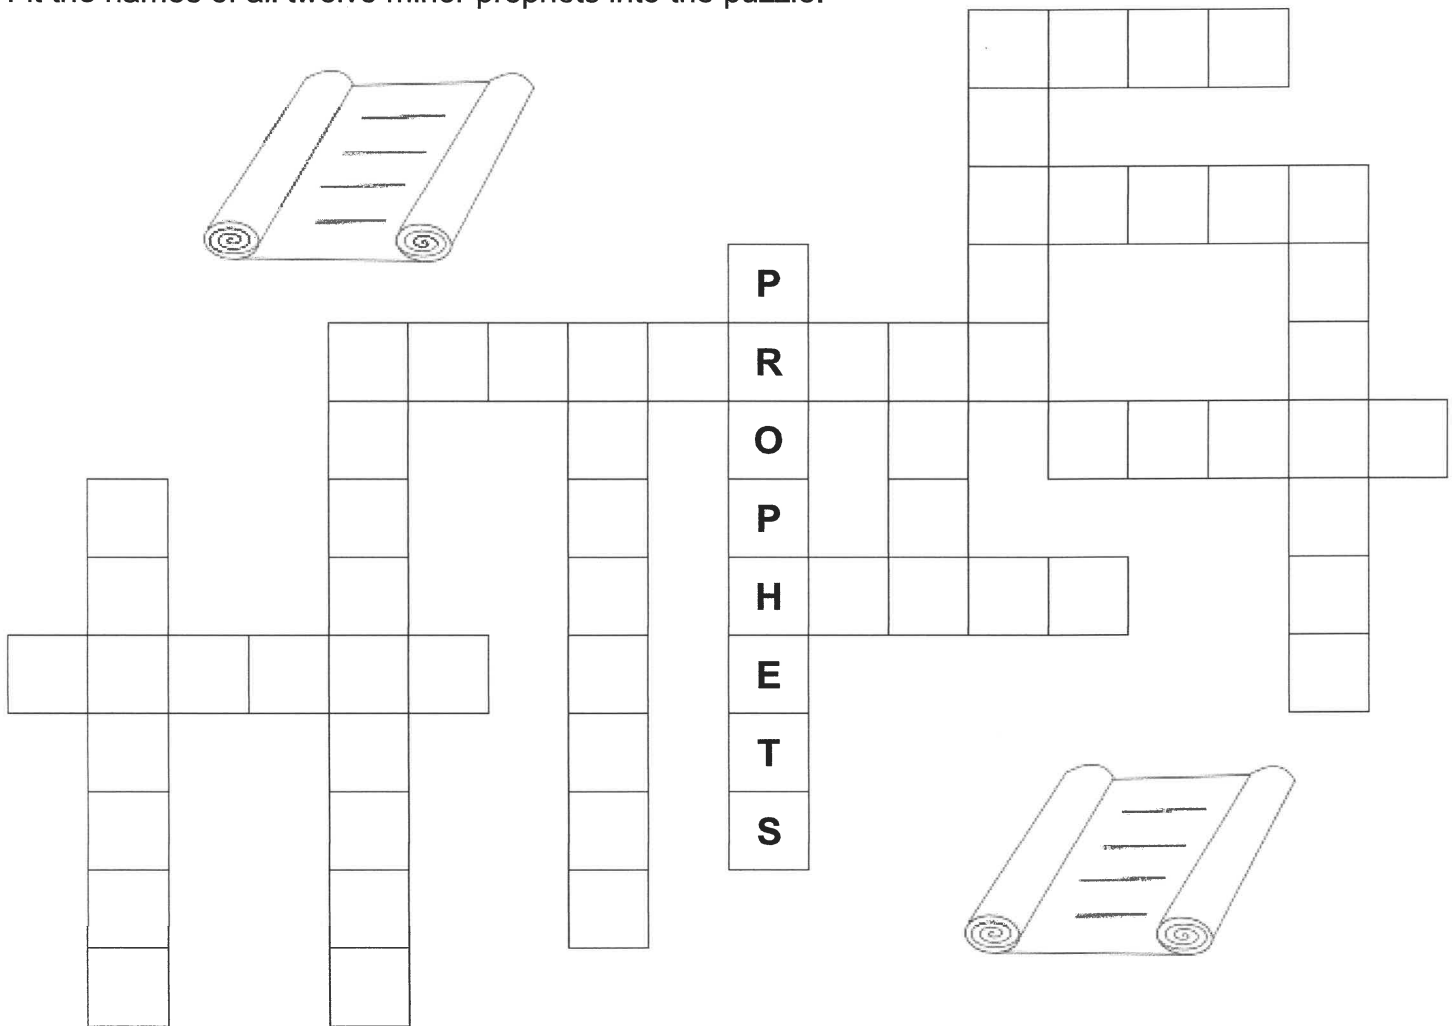 Fit the names of all twelve minor prophets into the puzzle.
P
R
O
P
H
E
T
S